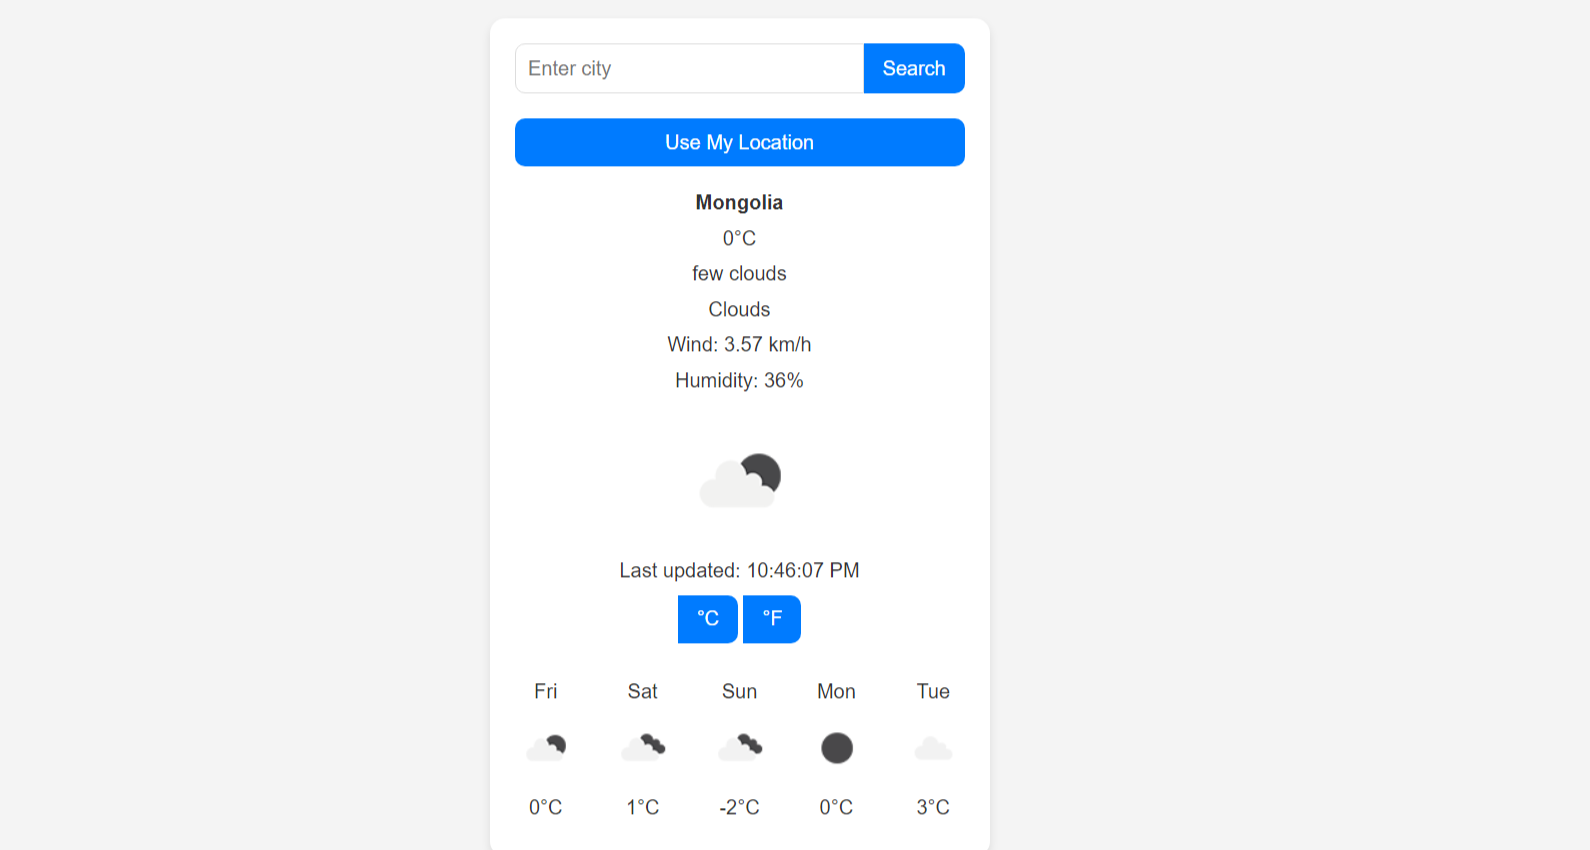 Enter city
Search
Use My Location
Mongolia
0°C
few clouds
Clouds
Wind: 3.57 km/h
Humidity: 36%
Last updated: 10:46:07 PM
°C °F
Fri Sat Sun Mon Tue
0°C 1°C -2°C 0°C 3°C